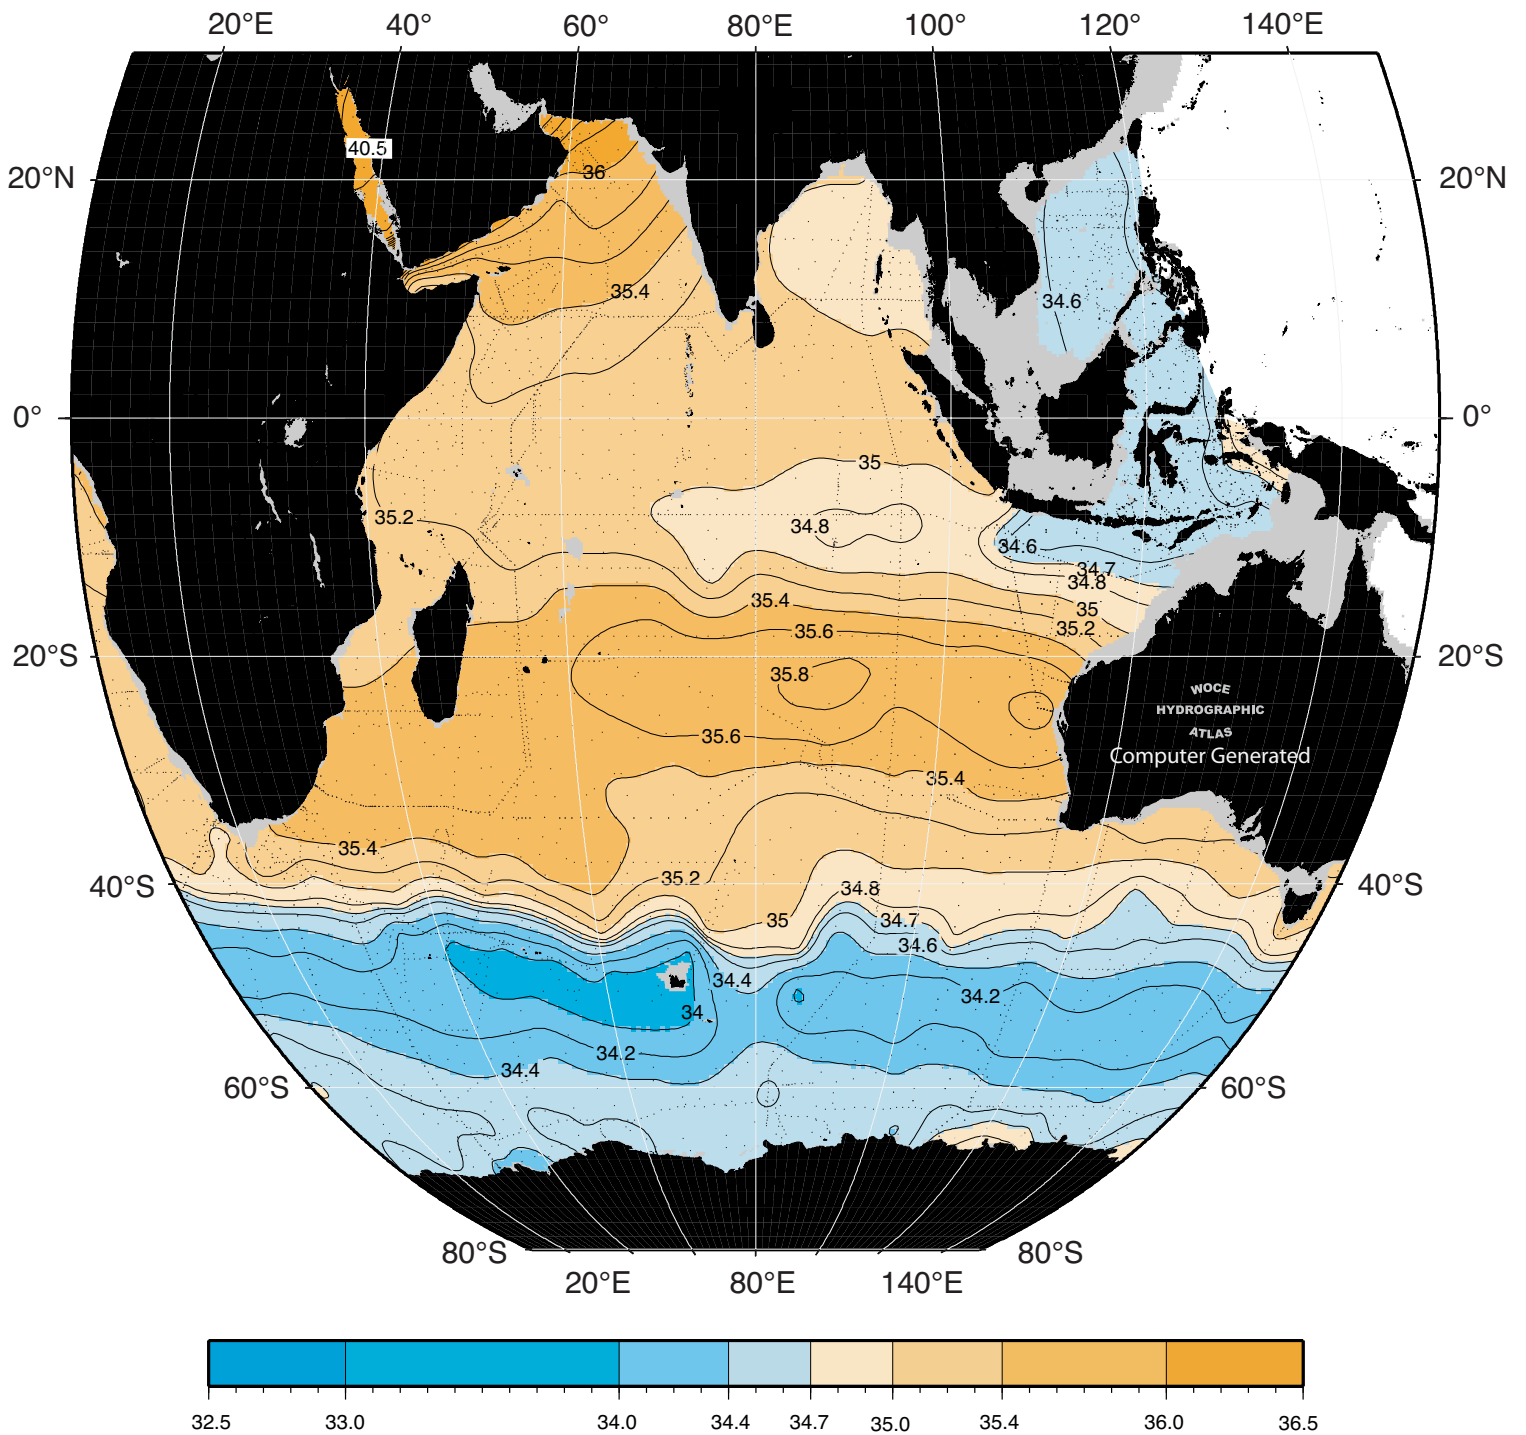 20°E 40° 60° 80°E 100° 120° 140°E
40.5
36
20°N 20°N
35.4
34.6
0° 0°
35
35.2
34.8
34.6
34.7
34.8
35.4
35
35.6
35.2
20°S 20°S
35.8
WOCE
HYDROGRAPHIC
ATLAS
35.6
Computer Generated
35.4
35.4
35.2
40°S 34.8 40°S
35 34.7
34.6
34.4
34.2
34
34.2
34.4
60°S 60°S
80°S 80°S
20°E 80°E 140°E
32.5 33.0 34.0 34.4 34.7 35.0 35.4 36.0 36.5